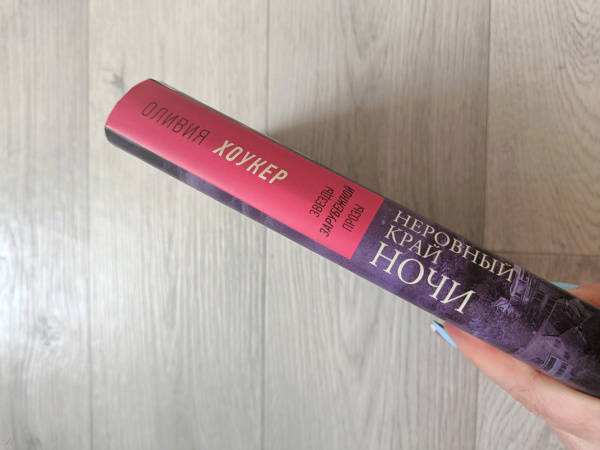 ОЛИВИЯ
ХОУКЕР
ЗВЕЗДЫ
ЗАРУБЕЖНОЙ
ПРОЗЫ
НЕРОВНЫЙ
КРАЙ
НОЧИ